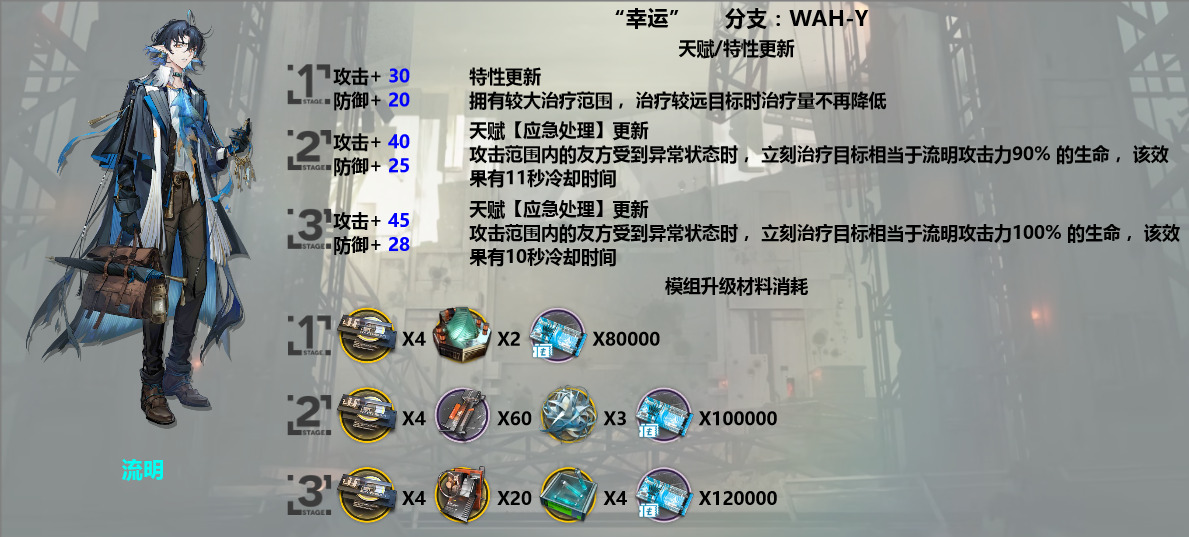 “幸运” 分支：WAH-Y
天赋/特性更新
1 STAGE. 攻击+ 30 特性更新
防御+ 20 拥有较大治疗范围，治疗较远目标时治疗量不再降低
天赋【应急处理】更新
2 STAGE. 攻击+ 40 攻击范围内的友方受到异常状态时，立刻治疗目标相当于流明攻击力90% 的生命，该效
防御+ 25 果有11秒冷却时间
天赋【应急处理】更新
3 STAGE. 攻击+ 45 攻击范围内的友方受到异常状态时，立刻治疗目标相当于流明攻击力100% 的生命，该效
防御+ 28 果有10秒冷却时间
模组升级材料消耗
1 STAGE. X4 X2 X80000
2 STAGE. X4 X60 X3 X100000
流明
3 STAGE. X4 X20 X4 X120000